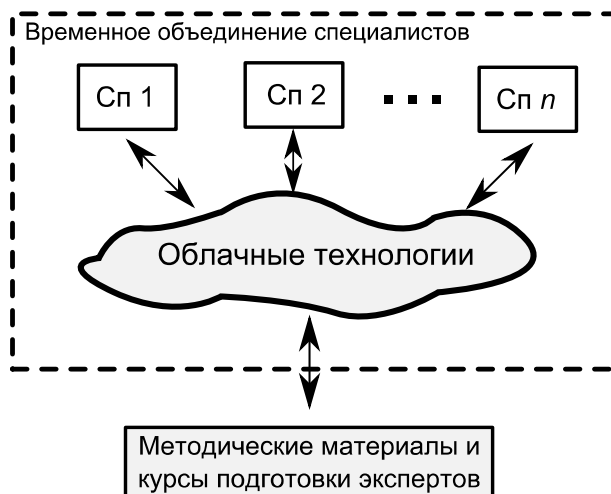 Временное объединение специалистов
Сп 1
Сп 2
Сп n
Облачные технологии
Методические материалы и
курсы подготовки экспертов